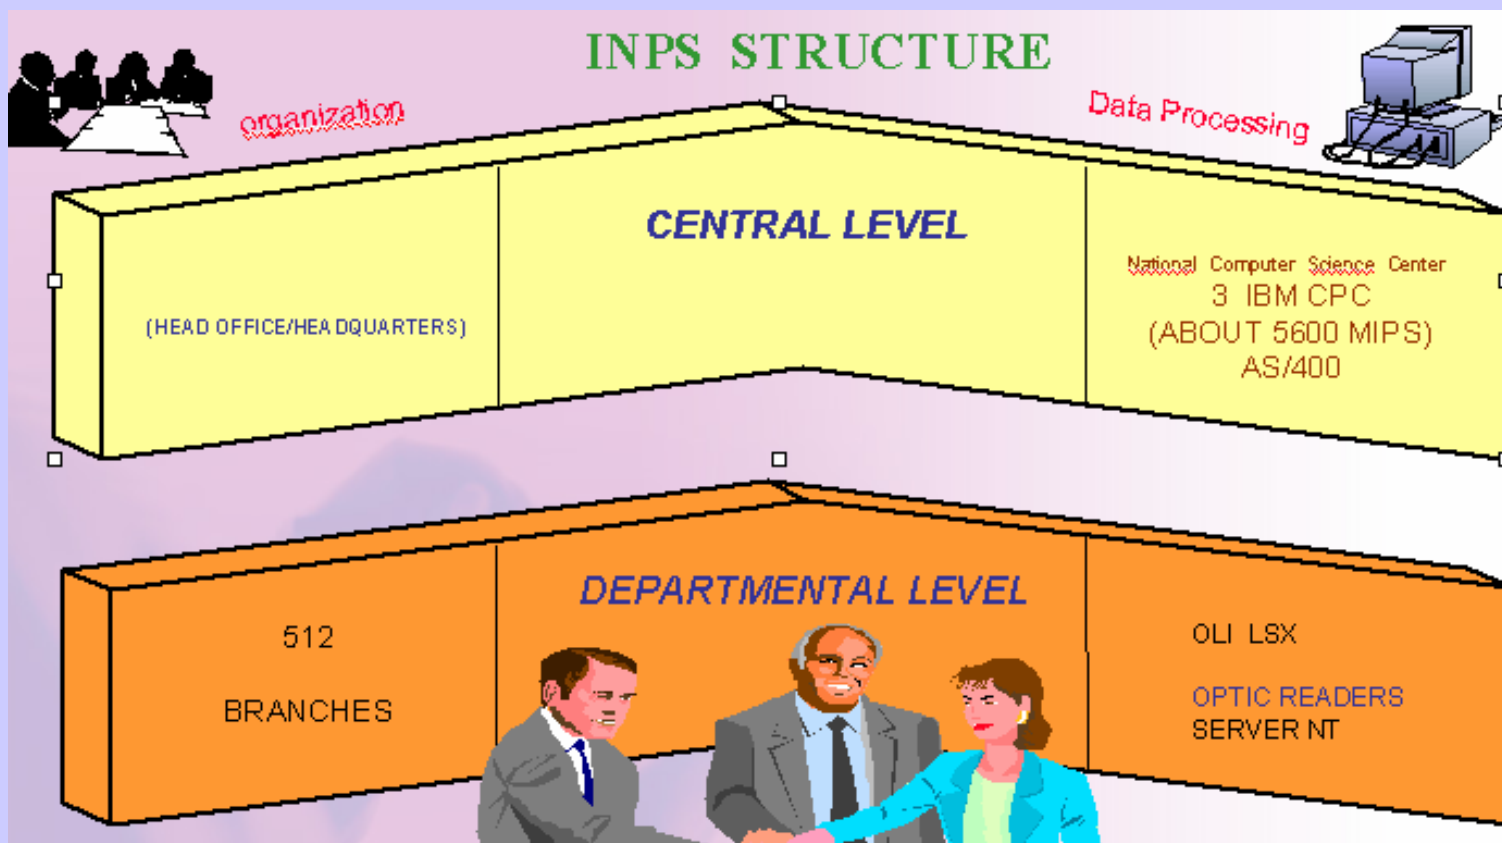 INPS STRUCTURE
organization
Data Processing
CENTRAL LEVEL
(HEAD OFFICE/HEADQUARTERS)
National Computer Science Center
3 IBM CPC
(ABOUT 5600 MIPS)
AS/400
DEPARTMENTAL LEVEL
512
BRANCHES
OLI LSX
OPTIC READERS
SERVER NT